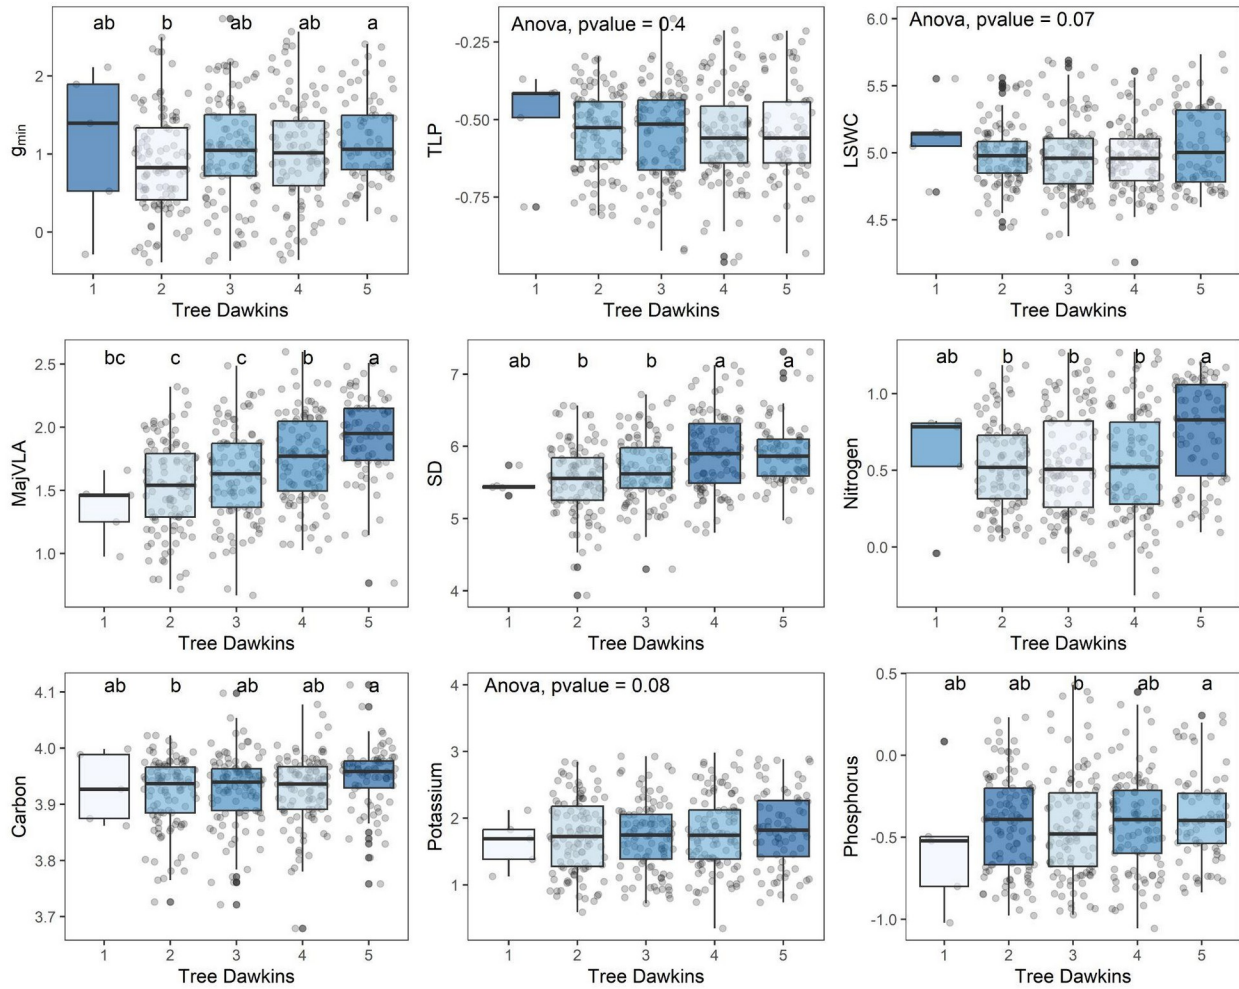 ab b ab ab a
2
1
0
g_min
1 2 3 4 5
Tree Dawkins
Anova, pvalue = 0.4
-0.25
-0.50
-0.75
TLP
1 2 3 4 5
Tree Dawkins
Anova, pvalue = 0.07
6.0
5.5
5.0
4.5
LSWC
1 2 3 4 5
Tree Dawkins
bc c c b a
2.5
2.0
1.5
1.0
MajVLA
1 2 3 4 5
Tree Dawkins
ab b b a a
7
6
5
4
SD
1 2 3 4 5
Tree Dawkins
ab b b b a
1.0
0.5
0.0
Nitrogen
1 2 3 4 5
Tree Dawkins
ab b ab ab a
4.1
4.0
3.9
3.8
3.7
Carbon
1 2 3 4 5
Tree Dawkins
Anova, pvalue = 0.08
4
3
2
1
Potassium
1 2 3 4 5
Tree Dawkins
ab ab b ab a
0.5
0.0
-0.5
-1.0
Phosphorus
1 2 3 4 5
Tree Dawkins